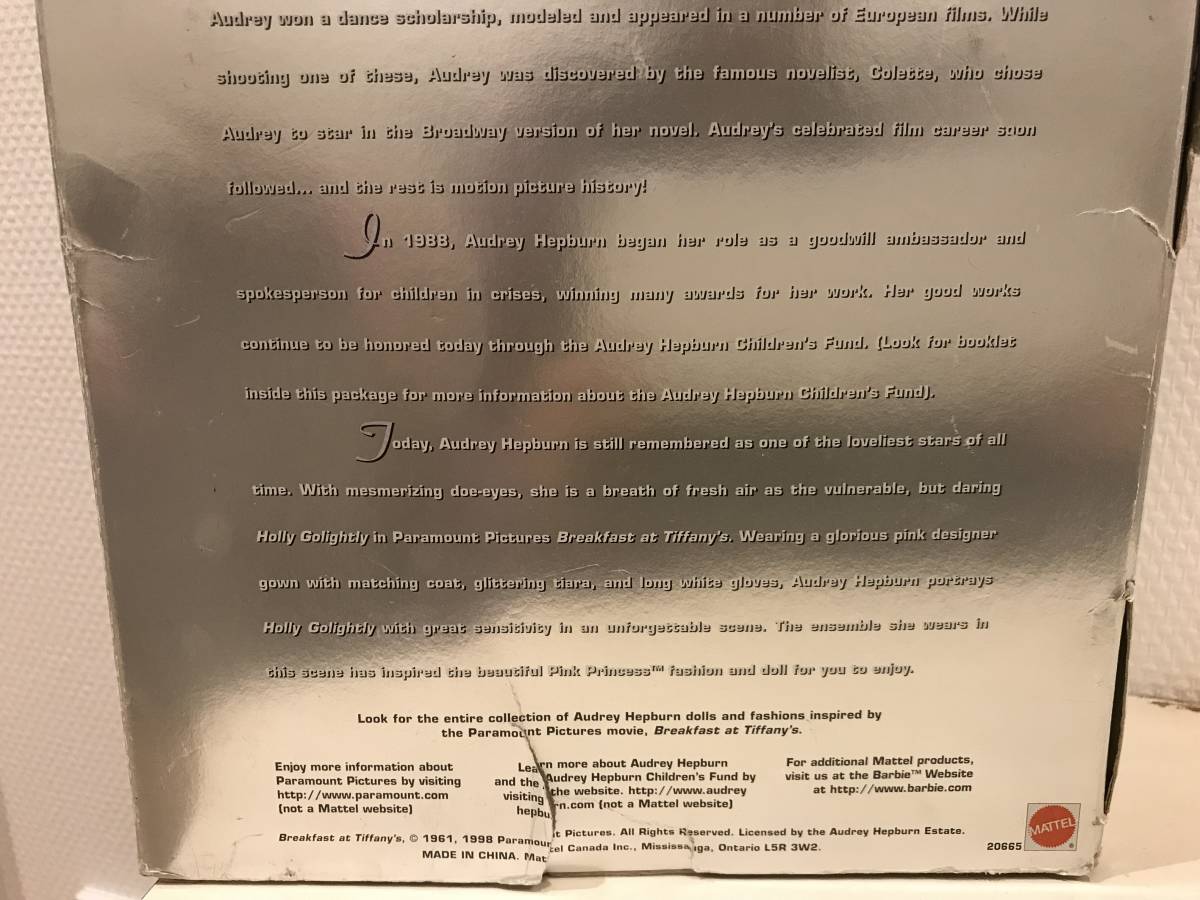 Audrey won a dance scholarship, modeled and appeared in a number of European films. While
shooting one of these, Audrey was discovered by the famous novelist, Colette, who chose
Audrey to star in the Broadway version of her novel. Audrey's celebrated film career soon
followed... and the rest is motion picture history!
In 1988, Audrey Hepburn began her role as a goodwill ambassador and
spokesperson for children in crises, winning many awards for her work. Her good works
continue to be honored today through the Audrey Hepburn Children's Fund. (Look for booklet
inside this package for more information about the Audrey Hepburn Children's Fund).
Today, Audrey Hepburn is still remembered as one of the loveliest stars of all
time. With mesmerizing doe-eyes, she is a breath of fresh air as the vulnerable, but daring
Holly Golightly in Paramount Pictures Breakfast at Tiffany's. Wearing a glorious pink designer
gown with matching coat, glittering tiara, and long white gloves, Audrey Hepburn portrays
Holly Golightly with great sensitivity in an unforgettable scene. The ensemble she wears in
this scene has inspired the beautiful Pink Princess™ fashion and doll for you to enjoy.
Look for the entire collection of Audrey Hepburn dolls and fashions inspired by
the Paramount Pictures movie, Breakfast at Tiffany's.
Enjoy more information about
Paramount Pictures by visiting
http://www.paramount.com
(not a Mattel website)
Learn more about Audrey Hepburn
and the Audrey Hepburn Children's Fund by
visiting the website. http://www.audrey
hepburn.com (not a Mattel website)
For additional Mattel products,
visit us at the Barbie™ Website
at http://www.barbie.com
Breakfast at Tiffany's, © 1961, 1998 Paramount Pictures. All Rights Reserved. Licensed by the Audrey Hepburn Estate.
MADE IN CHINA. Mattel Canada Inc., Mississauga, Ontario L5R 3W2.
20665
MATTEL®